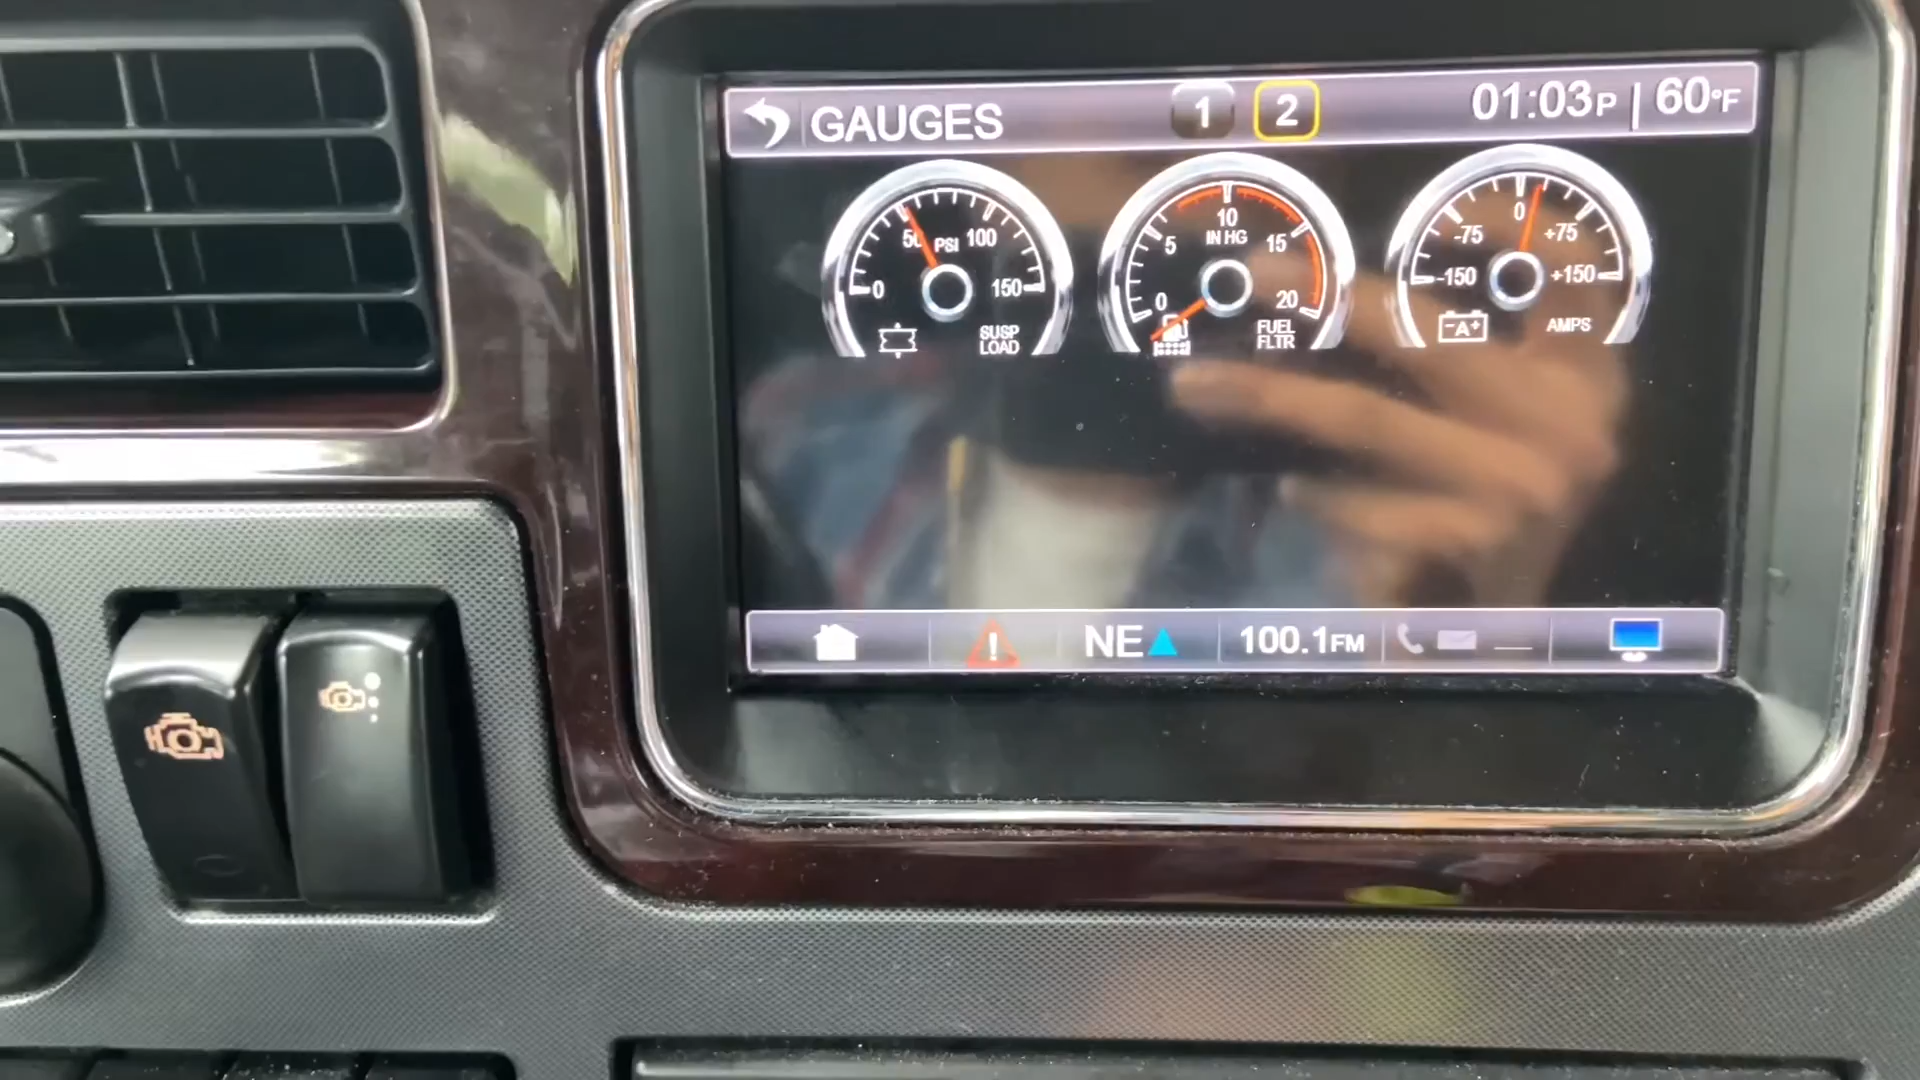 GAUGES 1 2 01:03P | 60°F
0 50 100 150 PSI
SUSP
LOAD
0 5 10 15 20
IN HG
FUEL
FLTR
-150 -75 0 +75 +150
-A+ AMPS
! NE 100.1FM